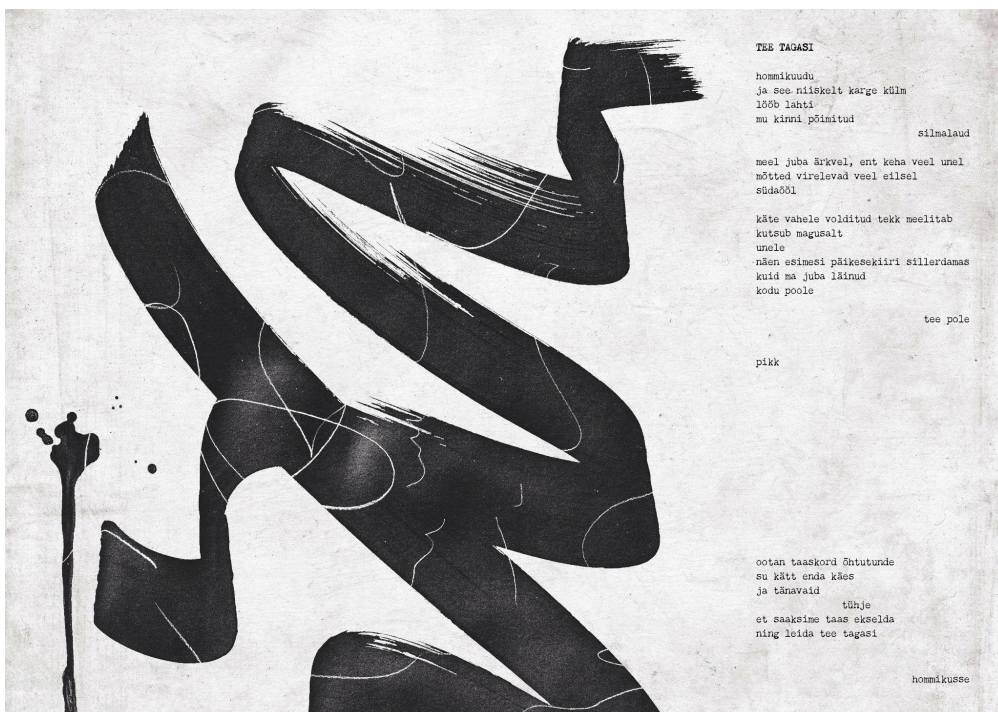 TEE TAGASI
hommikuudu
ja see niiskelt karge külm
lööb lahti
mu kinni põimitud
silmalaud
meel juba ärkvel, ent keha veel unel
mõtted virelevad veel eilsel
südaööl
käte vahele volditud tekk meelitab
kutsub magusalt
unele
näen esimesi päikesekiiri sillerdamas
kuid ma juba läinud
kodu poole
tee pole
pikk
ootan taaskord õhtutunde
su kätt enda käes
ja tänavaid
tühje
et saaksime taas ekselda
ning leida tee tagasi
hommikusse